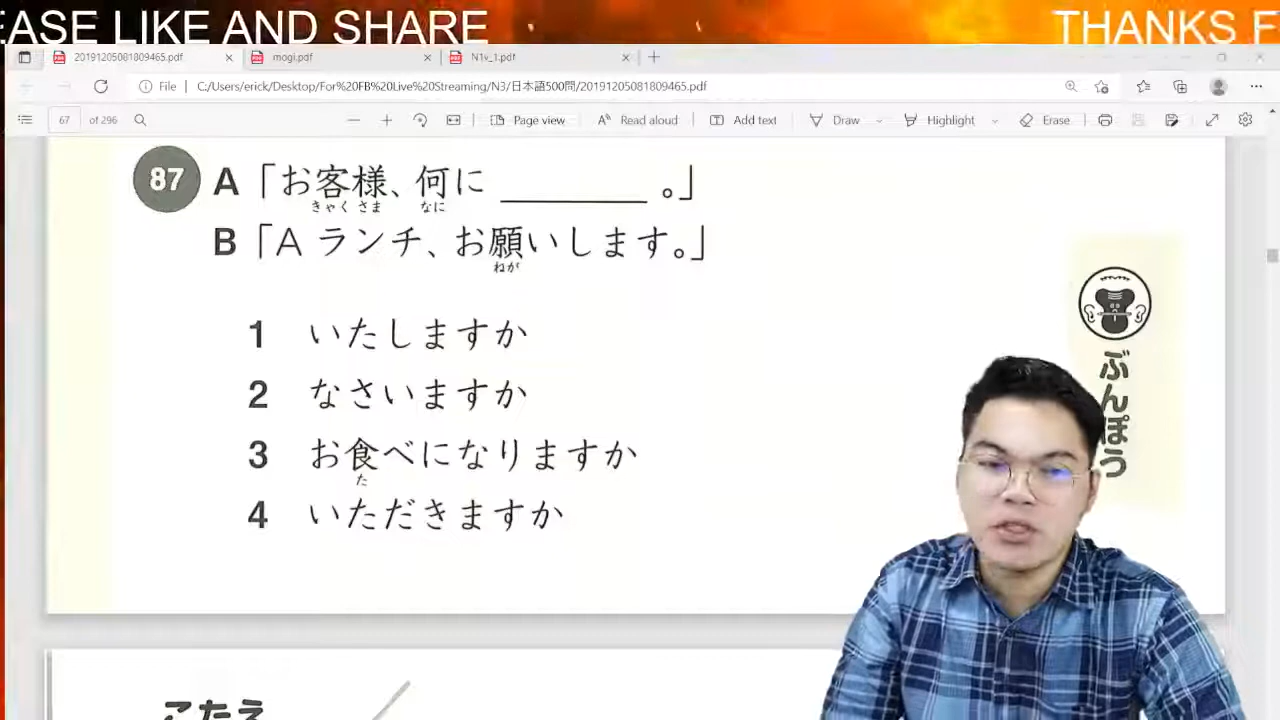 EASE LIKE AND SHARE
THANKS F
20191205081809465.pdf
mogi.pdf
N1v_1.pdf
File
C:/Users/erick/Desktop/For%20FB%20Live%20Streaming/N3/日本語500問/20191205081809465.pdf
67 of 296
Page view
Read aloud
Add text
Draw
Highlight
Erase
87 A「お客様、何に ________ 。」
きゃく さま なに
B「A ランチ、お願いします。」
ねが
1 いたしますか
2 なさいますか
3 お食べになりますか
た
4 いただきますか
ぶんぽう
こたえ